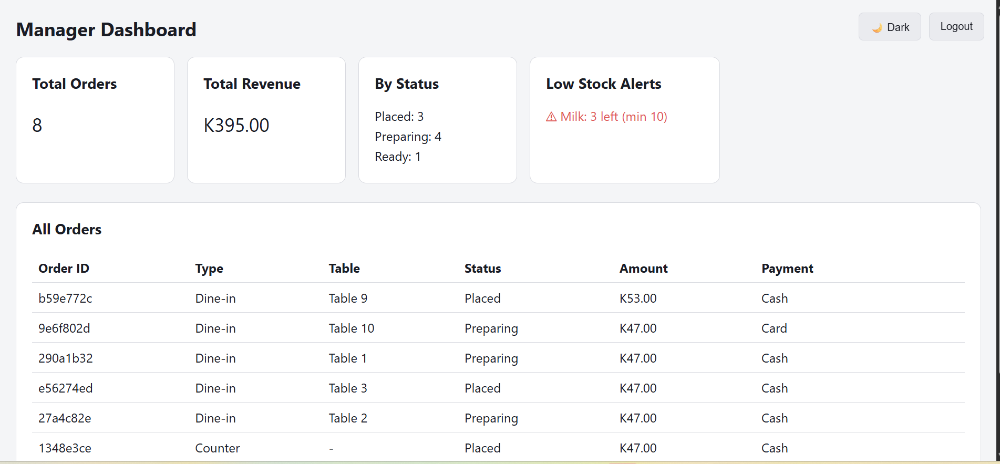 Manager Dashboard
🌙 Dark
Logout
Total Orders
8
Total Revenue
K395.00
By Status
Placed: 3
Preparing: 4
Ready: 1
Low Stock Alerts
⚠ Milk: 3 left (min 10)
All Orders
Order ID Type Table Status Amount Payment
b59e772c Dine-in Table 9 Placed K53.00 Cash
9e6f802d Dine-in Table 10 Preparing K47.00 Card
290a1b32 Dine-in Table 1 Preparing K47.00 Cash
e56274ed Dine-in Table 3 Placed K47.00 Cash
27a4c82e Dine-in Table 2 Preparing K47.00 Cash
1348e3ce Counter - Placed K47.00 Cash